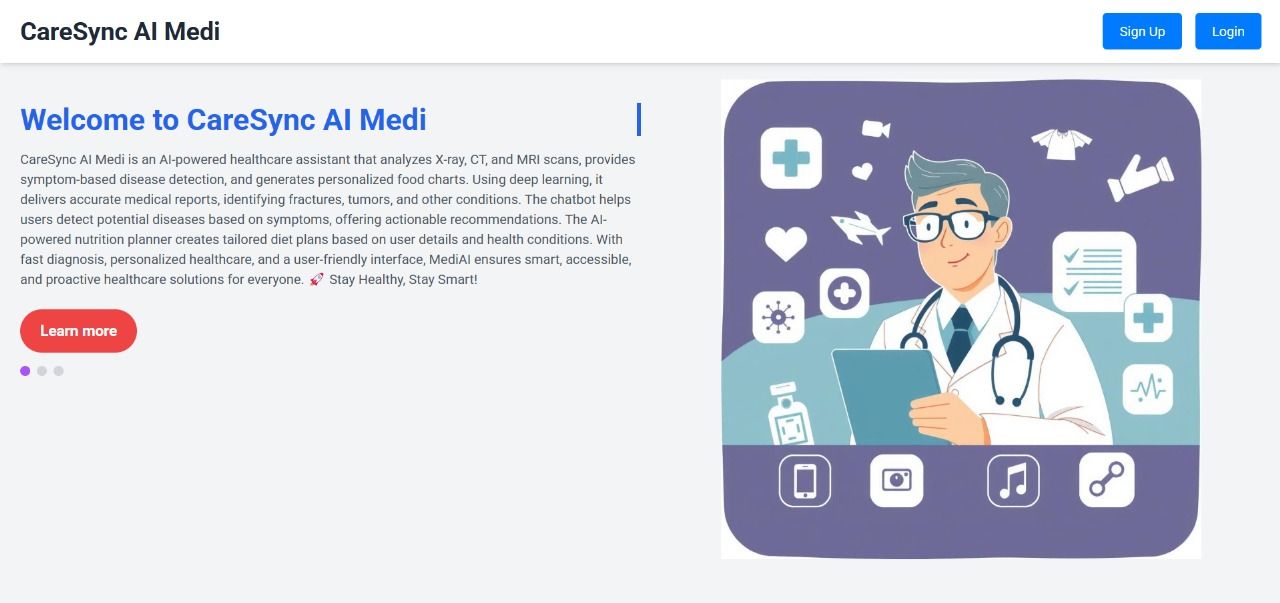 CareSync AI Medi
Sign Up
Login
Welcome to CareSync AI Medi
CareSync AI Medi is an AI-powered healthcare assistant that analyzes X-ray, CT, and MRI scans, provides
symptom-based disease detection, and generates personalized food charts. Using deep learning, it
delivers accurate medical reports, identifying fractures, tumors, and other conditions. The chatbot helps
users detect potential diseases based on symptoms, offering actionable recommendations. The AI-
powered nutrition planner creates tailored diet plans based on user details and health conditions. With
fast diagnosis, personalized healthcare, and a user-friendly interface, MediAI ensures smart, accessible,
and proactive healthcare solutions for everyone. 🚀 Stay Healthy, Stay Smart!
Learn more